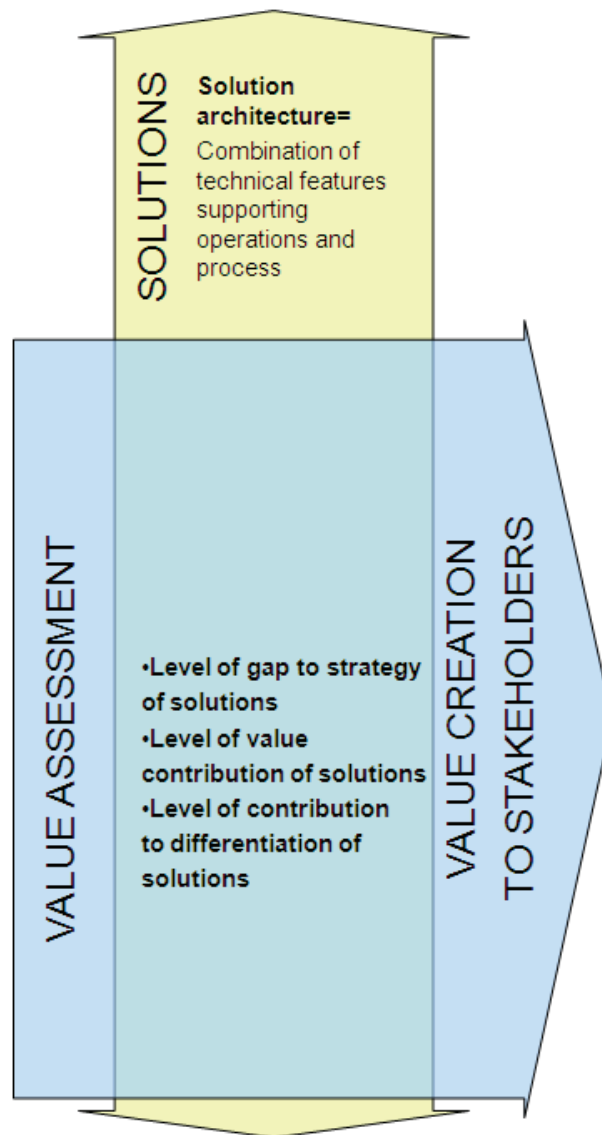 SOLUTIONS
Solution
architecture=
Combination of
technical features
supporting
operations and
process
VALUE ASSESSMENT
•Level of gap to strategy
of solutions
•Level of value
contribution of solutions
•Level of contribution
to differentiation of
solutions
VALUE CREATION
TO STAKEHOLDERS